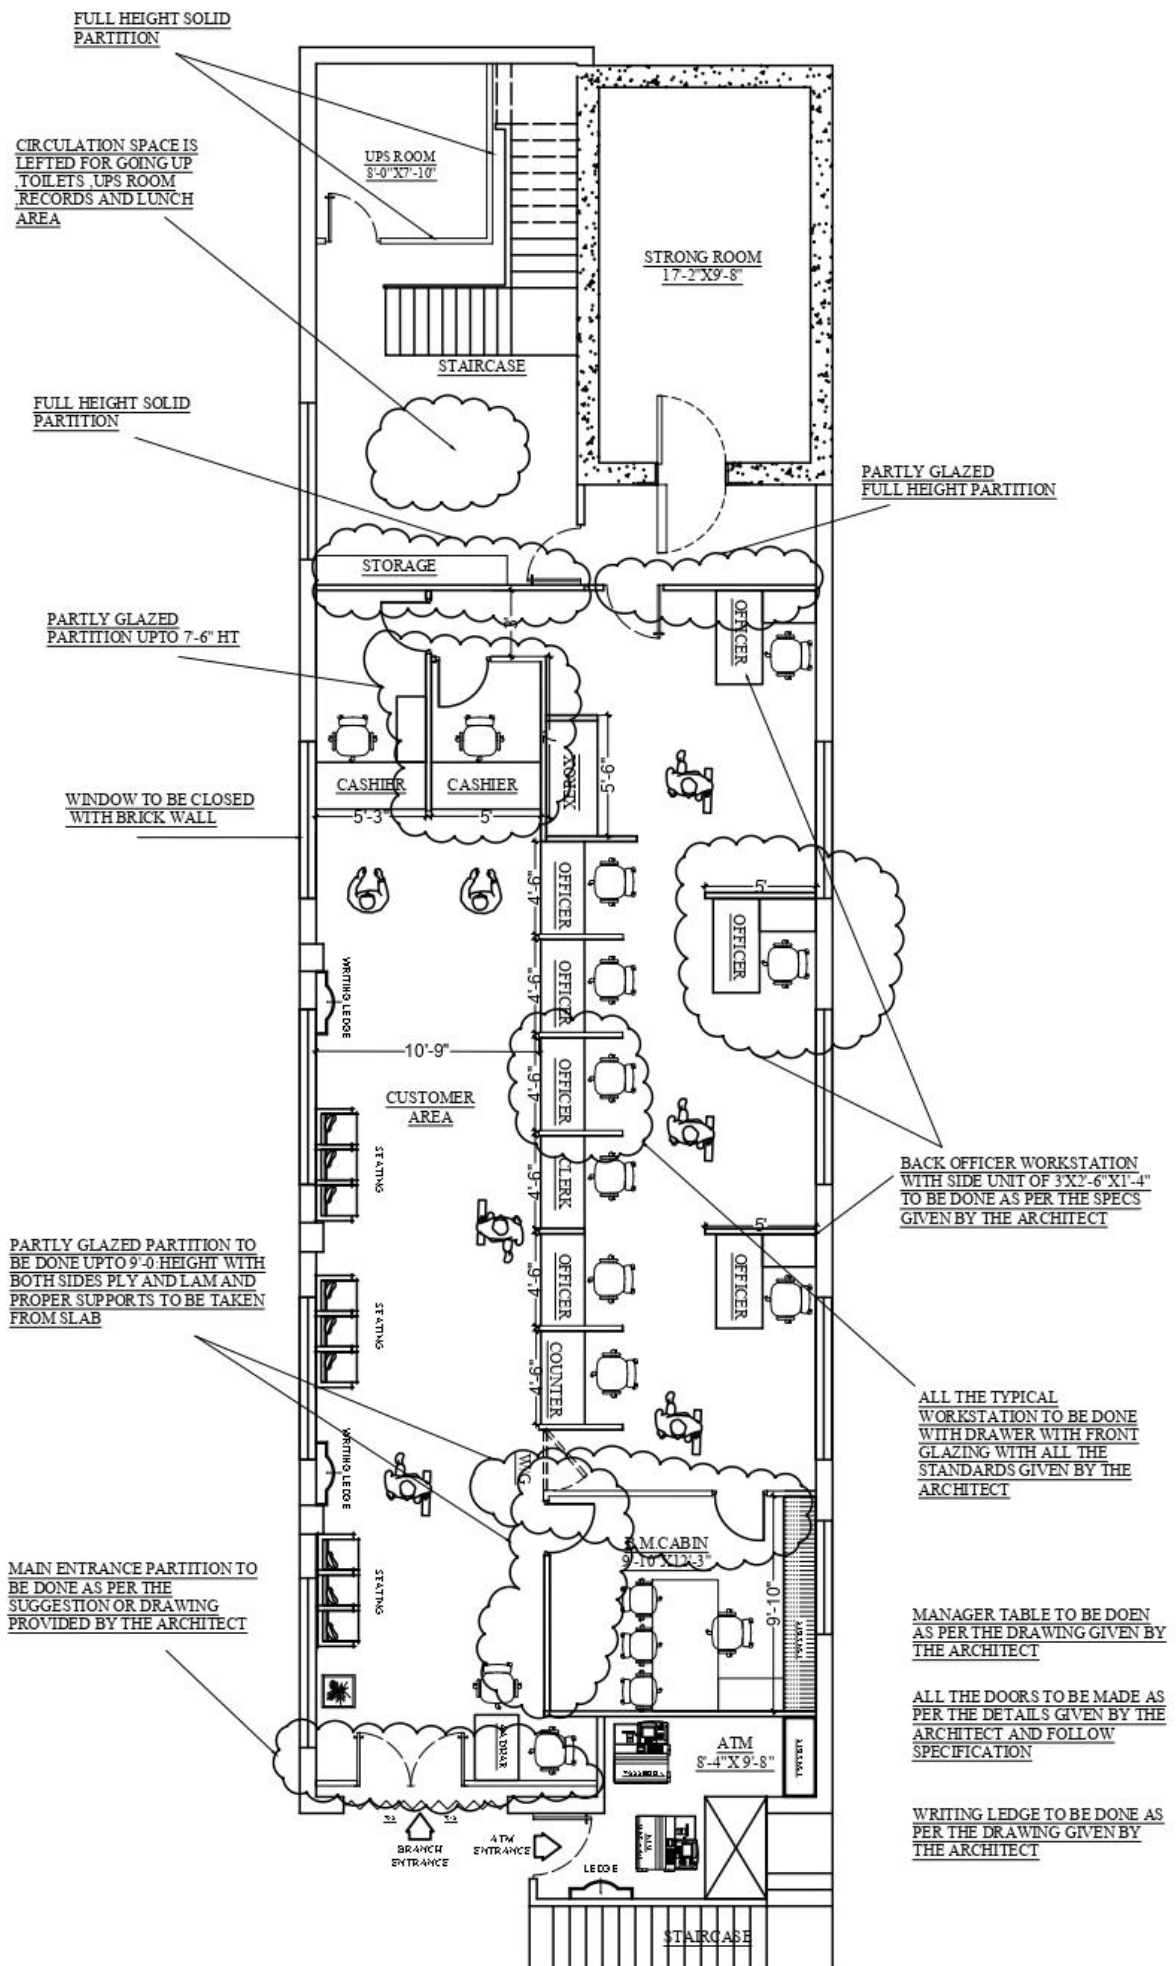 FULL HEIGHT SOLID
PARTITION
CIRCULATION SPACE IS
LEFTED FOR GOING UP
,TOILETS ,UPS ROOM
,RECORDS AND LUNCH
AREA
UPS ROOM
8'-0"X7'-10"
STRONG ROOM
17'-2"X9'-8"
STAIRCASE
FULL HEIGHT SOLID
PARTITION
PARTLY GLAZED
FULL HEIGHT PARTITION
STORAGE
PARTLY GLAZED
PARTITION UPTO 7'-6" HT
OFFICER
CASHIER
CASHIER
5'-3"
5'
XOREX
5'-6"
WINDOW TO BE CLOSED
WITH BRICK WALL
OFFICER
4'-6"
5'
OFFICER
WRITING LEDGE
OFFICER
4'-6"
10'-9"
CUSTOMER
AREA
OFFICER
4'-6"
SEATING
CLERK
4'-6"
BACK OFFICER WORKSTATION
WITH SIDE UNIT OF 3'X2'-6"X1'-4"
TO BE DONE AS PER THE SPECS
GIVEN BY THE ARCHITECT
5'
OFFICER
PARTLY GLAZED PARTITION TO
BE DONE UPTO 9'-0:HEIGHT WITH
BOTH SIDES PLY AND LAM AND
PROPER SUPPORTS TO BE TAKEN
FROM SLAB
SEATING
OFFICER
4'-6"
COUNTER
4'-6"
ALL THE TYPICAL
WORKSTATION TO BE DONE
WITH DRAWER WITH FRONT
GLAZING WITH ALL THE
STANDARDS GIVEN BY THE
ARCHITECT
WRITING LEDGE
W/G
B.M.CABIN
9'-10"X12'-3"
9'-10"
SEATING
MAIN ENTRANCE PARTITION TO
BE DONE AS PER THE
SUGGESTION OR DRAWING
PROVIDED BY THE ARCHITECT
MANAGER TABLE TO BE DOEN
AS PER THE DRAWING GIVEN BY
THE ARCHITECT
ALL THE DOORS TO BE MADE AS
PER THE DETAILS GIVEN BY THE
ARCHITECT AND FOLLOW
SPECIFICATION
ATM
8'-4"X9'-8"
WRITING LEDGE TO BE DONE AS
PER THE DRAWING GIVEN BY
THE ARCHITECT
BRANCH
ENTRANCE
ATM
ENTRANCE
LEDGE
STAIRCASE